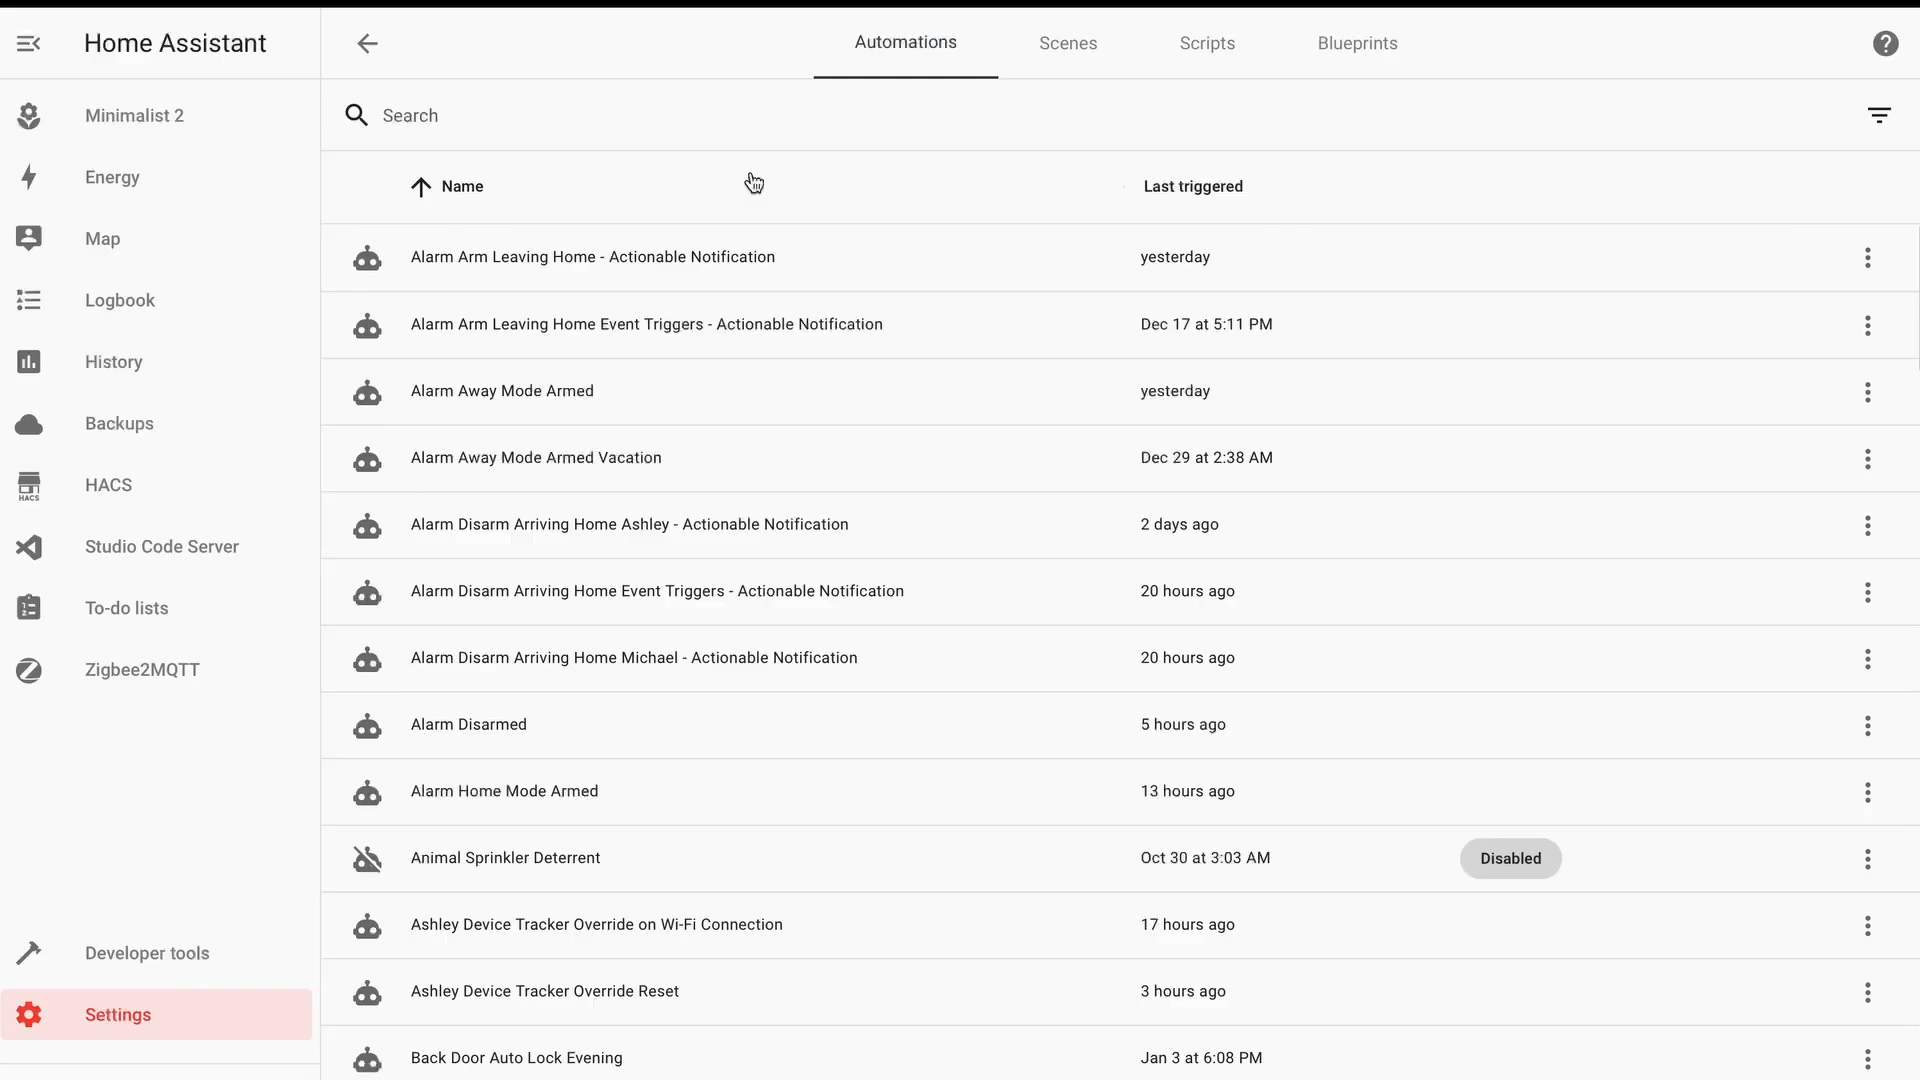 Home Assistant
Automations
Scenes
Scripts
Blueprints
Minimalist 2
Energy
Map
Logbook
History
Backups
HACS
HACS
Studio Code Server
To-do lists
Zigbee2MQTT
Developer tools
Settings
Search
Name
Last triggered
Alarm Arm Leaving Home - Actionable Notification
yesterday
Alarm Arm Leaving Home Event Triggers - Actionable Notification
Dec 17 at 5:11 PM
Alarm Away Mode Armed
yesterday
Alarm Away Mode Armed Vacation
Dec 29 at 2:38 AM
Alarm Disarm Arriving Home Ashley - Actionable Notification
2 days ago
Alarm Disarm Arriving Home Event Triggers - Actionable Notification
20 hours ago
Alarm Disarm Arriving Home Michael - Actionable Notification
20 hours ago
Alarm Disarmed
5 hours ago
Alarm Home Mode Armed
13 hours ago
Animal Sprinkler Deterrent
Oct 30 at 3:03 AM
Disabled
Ashley Device Tracker Override on Wi-Fi Connection
17 hours ago
Ashley Device Tracker Override Reset
3 hours ago
Back Door Auto Lock Evening
Jan 3 at 6:08 PM